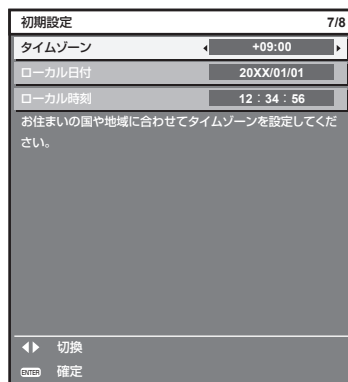 初期設定 7/8
タイムゾーン +09:00
ローカル日付 20XX/01/01
ローカル時刻 12：34：56
お住まいの国や地域に合わせてタイムゾーンを設定してくだ
さい。
切換
ENTER 確定